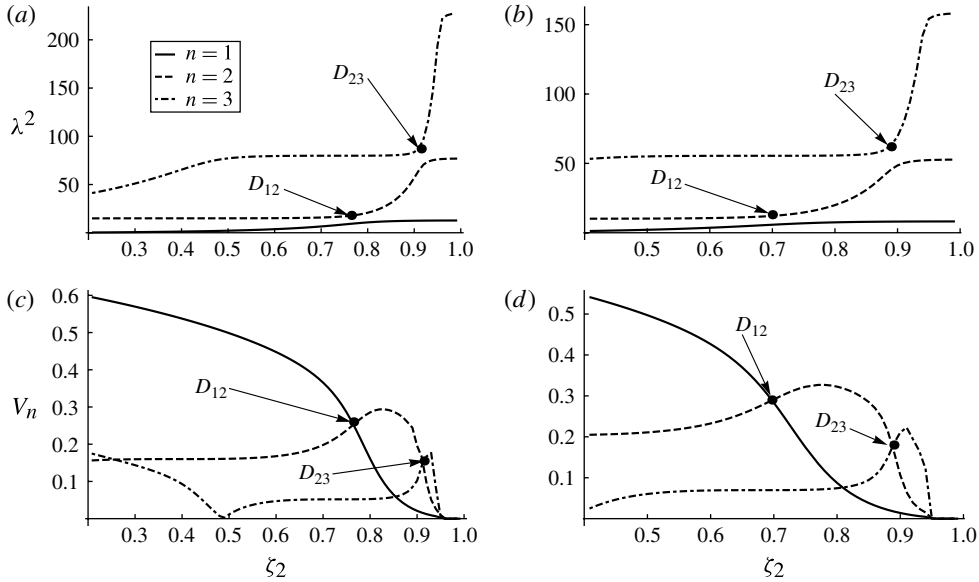 (a)
200
150
100
50
λ²
n = 1
n = 2
n = 3
D₂₃
D₁₂
0.3 0.4 0.5 0.6 0.7 0.8 0.9 1.0
(b)
150
100
50
D₂₃
D₁₂
0.5 0.6 0.7 0.8 0.9 1.0
(c)
0.6
0.5
0.4
0.3
0.2
0.1
Vₙ
D₁₂
D₂₃
0.3 0.4 0.5 0.6 0.7 0.8 0.9 1.0
ζ₂
(d)
0.5
0.4
0.3
0.2
0.1
D₁₂
D₂₃
0.5 0.6 0.7 0.8 0.9 1.0
ζ₂